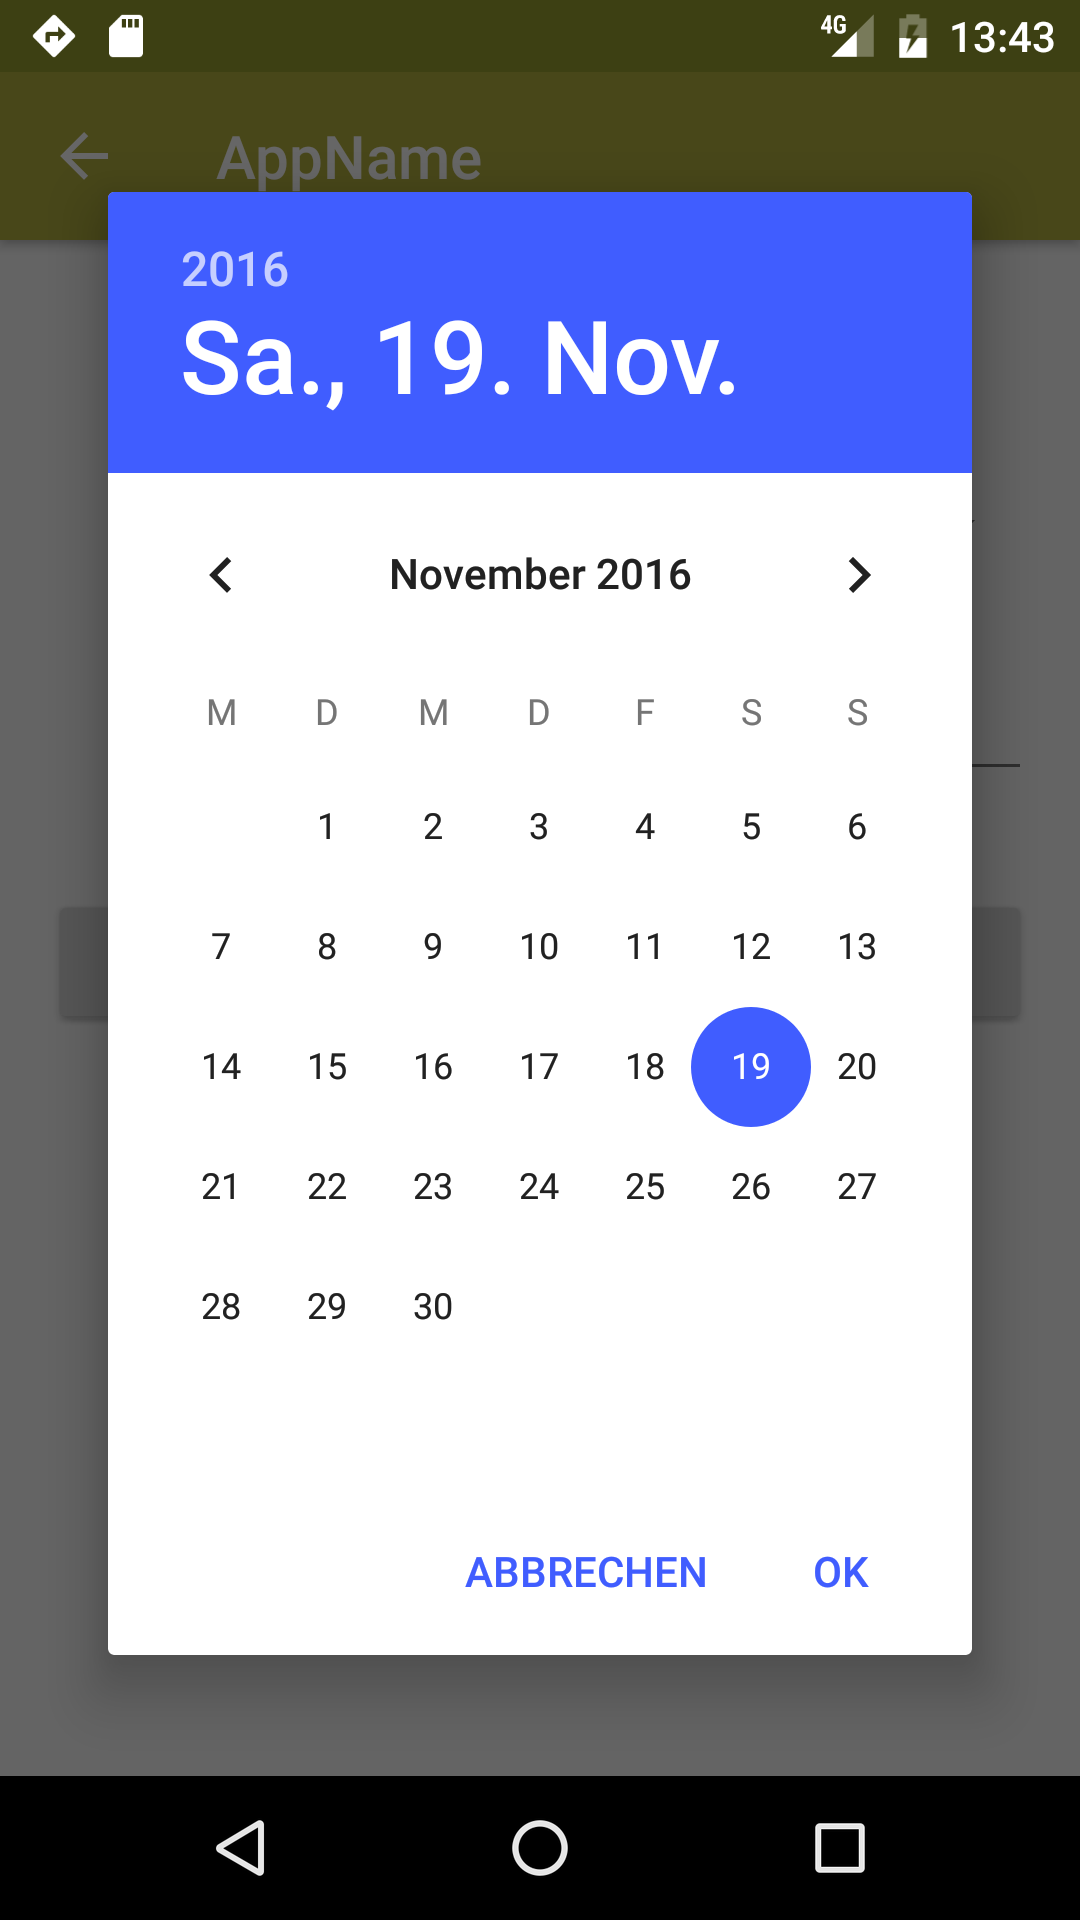 4G 13:43
AppName
2016
Sa., 19. Nov.
November 2016
M D M D F S S
1 2 3 4 5 6
7 8 9 10 11 12 13
14 15 16 17 18 19 20
21 22 23 24 25 26 27
28 29 30
ABBRECHEN OK